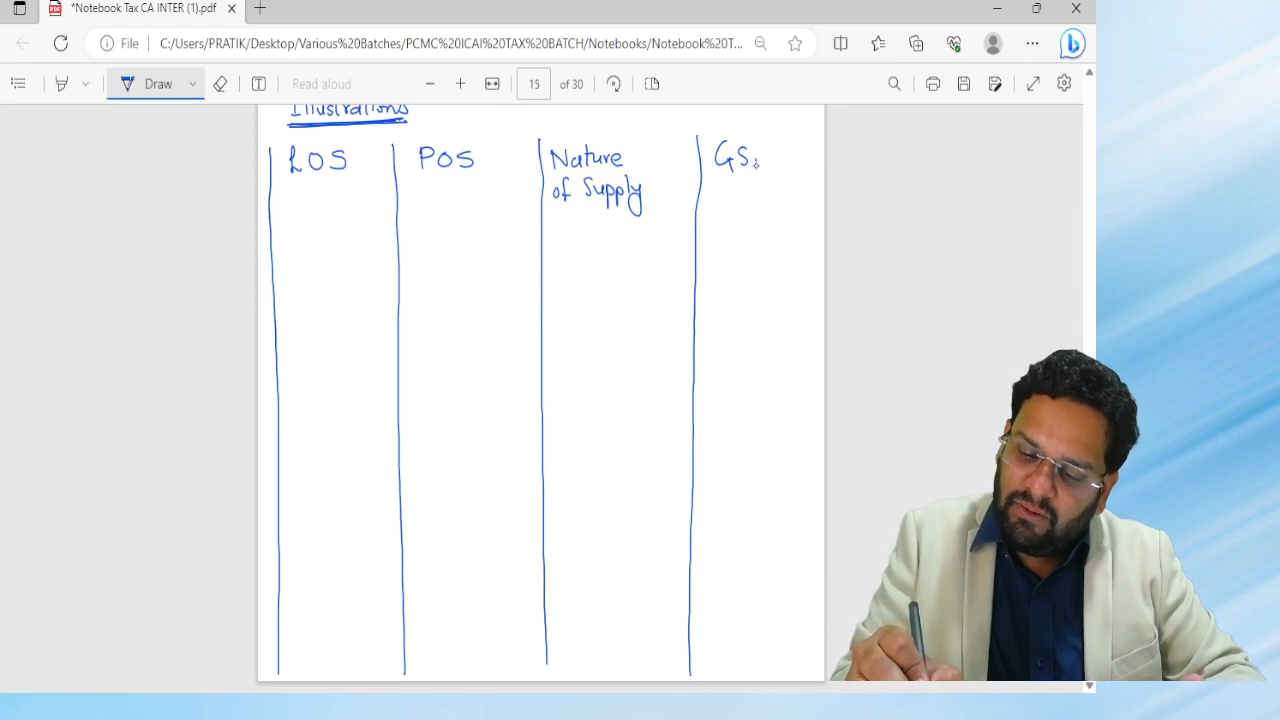 *Notebook Tax CA INTER (1).pdf
File C:/Users/PRATIK/Desktop/Various%20Batches/PCMC%20ICAI%20TAX%20BATCH/Notebooks/Notebook%20T...
Draw Read aloud 15 of 30
Illustrations
LOS POS Nature GS
of Supply